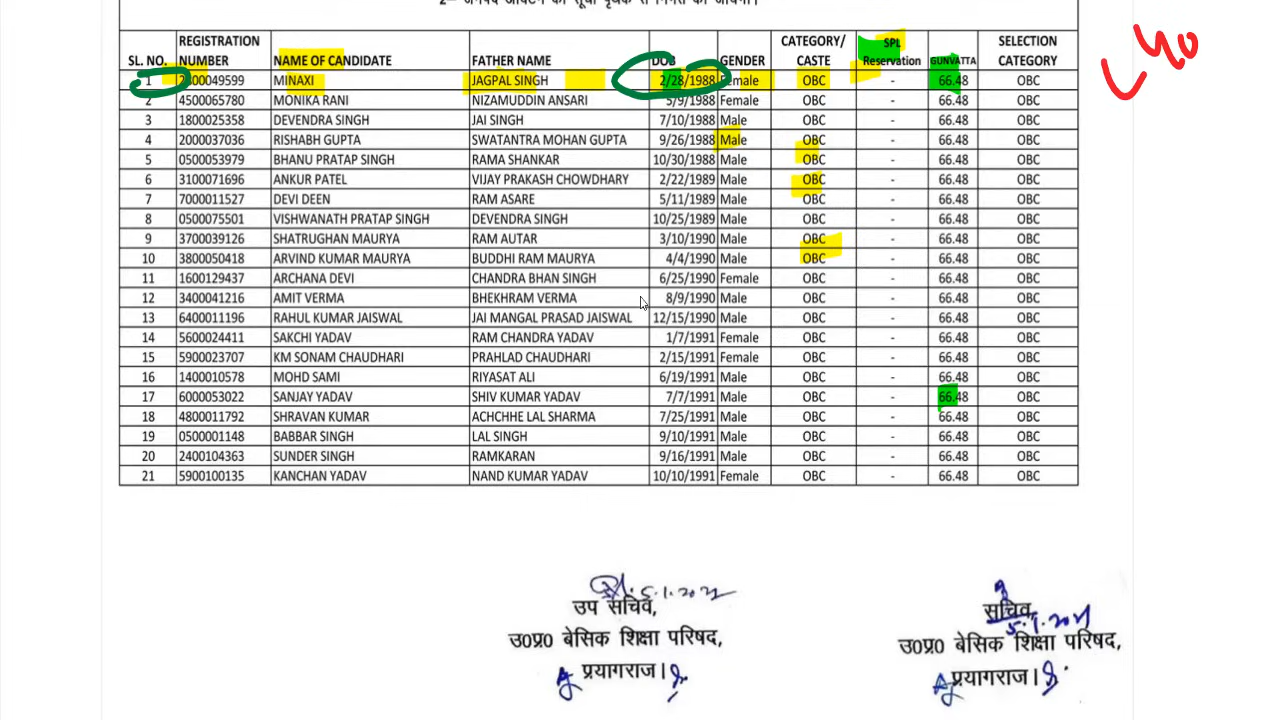 2– जनपद आवंटन की सूची पृथक से निर्गत की जायेगी।
SL. NO. REGISTRATION NUMBER NAME OF CANDIDATE FATHER NAME DOB GENDER CATEGORY/ CASTE SPL Reservation GUNVATTA SELECTION CATEGORY
1 2800049599 MINAXI JAGPAL SINGH 2/28/1988 Female OBC 66.48 OBC
2 4500065780 MONIKA RANI NIZAMUDDIN ANSARI 5/9/1988 Female OBC - 66.48 OBC
3 1800025358 DEVENDRA SINGH JAI SINGH 7/10/1988 Male OBC - 66.48 OBC
4 2000037036 RISHABH GUPTA SWATANTRA MOHAN GUPTA 9/26/1988 Male OBC - 66.48 OBC
5 0500053979 BHANU PRATAP SINGH RAMA SHANKAR 10/30/1988 Male OBC - 66.48 OBC
6 3100071696 ANKUR PATEL VIJAY PRAKASH CHOWDHARY 2/22/1989 Male OBC - 66.48 OBC
7 7000011527 DEVI DEEN RAM ASARE 5/11/1989 Male OBC - 66.48 OBC
8 0500075501 VISHWANATH PRATAP SINGH DEVENDRA SINGH 10/25/1989 Male OBC - 66.48 OBC
9 3700039126 SHATRUGHAN MAURYA RAM AUTAR 3/10/1990 Male OBC - 66.48 OBC
10 3800050418 ARVIND KUMAR MAURYA BUDDHI RAM MAURYA 4/4/1990 Male OBC - 66.48 OBC
11 1600129437 ARCHANA DEVI CHANDRA BHAN SINGH 6/25/1990 Female OBC - 66.48 OBC
12 3400041216 AMIT VERMA BHEKHRAM VERMA 8/9/1990 Male OBC - 66.48 OBC
13 6400011196 RAHUL KUMAR JAISWAL JAI MANGAL PRASAD JAISWAL 12/15/1990 Male OBC - 66.48 OBC
14 5600024411 SAKCHI YADAV RAM CHANDRA YADAV 1/7/1991 Female OBC - 66.48 OBC
15 5900023707 KM SONAM CHAUDHARI PRAHLAD CHAUDHARI 2/15/1991 Female OBC - 66.48 OBC
16 1400010578 MOHD SAMI RIYASAT ALI 6/19/1991 Male OBC - 66.48 OBC
17 6000053022 SANJAY YADAV SHIV KUMAR YADAV 7/7/1991 Male OBC - 66.48 OBC
18 4800011792 SHRAVAN KUMAR ACHCHHE LAL SHARMA 7/25/1991 Male OBC - 66.48 OBC
19 0500001148 BABBAR SINGH LAL SINGH 9/10/1991 Male OBC - 66.48 OBC
20 2400104363 SUNDER SINGH RAMKARAN 9/16/1991 Male OBC - 66.48 OBC
21 5900100135 KANCHAN YADAV NAND KUMAR YADAV 10/10/1991 Female OBC - 66.48 OBC
उप सचिव,
उ०प्र० बेसिक शिक्षा परिषद,
प्रयागराज।
सचिव,
उ०प्र० बेसिक शिक्षा परिषद,
प्रयागराज।